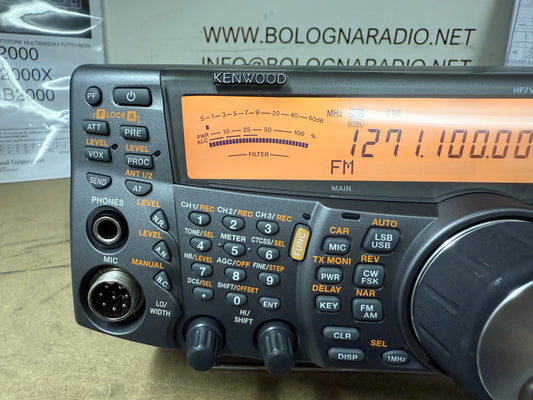 WWW.BOLOGNARADIO.NET
INFO@BOLOGNARADIO.NET
2000
2000X
B2000
KENWOOD
HF/V
PF
F LOCK A
ATT
PRE
LEVEL
LEVEL
VOX
PROC
SEND
ANT 1/2
AT
PHONES
LEVEL
N.R.
LEVEL
A.N.
MIC
MANUAL
B.C.
LO/
WIDTH
S 1 3 5 7 9 20 40 60dB
PWR 10 25 50 100 %
ALC
FILTER
MHz
CTRL
PRE
1271.100.00
FM
MAIN
CH1/REC CH2/REC CH3/REC
1 2 3
TONE/SEL METER CTCSS/SEL
4 5 6
NB/LEVEL AGC/OFF FINE/STEP
7 8 9
DCS/SEL SHIFT/OFFSET
0 ENT
HI/
SHIFT
FUNC
CAR
MIC
AUTO
LSB
USB
TX MONI
PWR
REV
CW
FSK
DELAY
KEY
NAR
FM
AM
CLR
SEL
DISP
1MHz